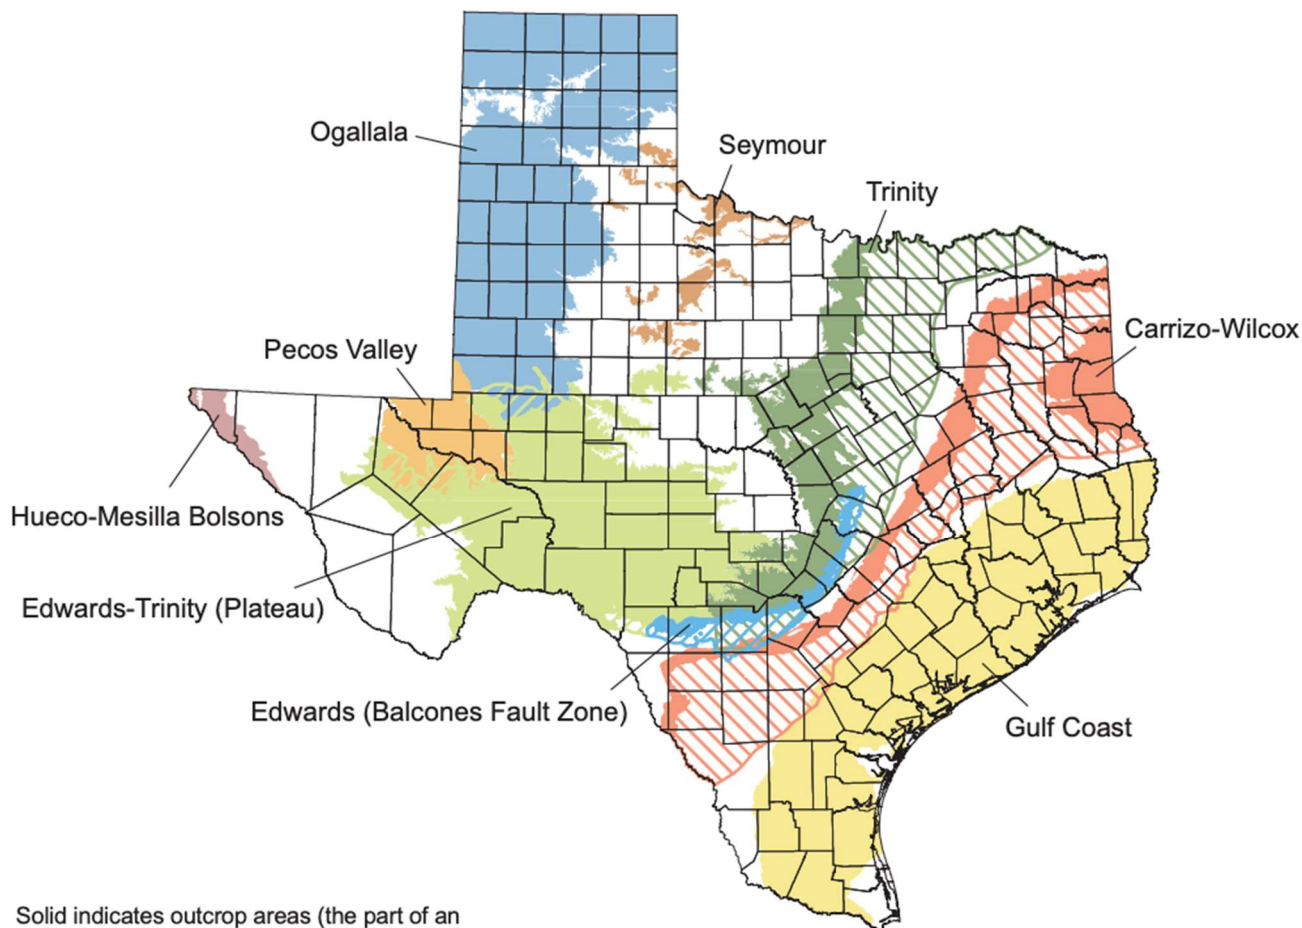 Ogallala
Seymour
Trinity
Carrizo-Wilcox
Pecos Valley
Hueco-Mesilla Bolsons
Edwards-Trinity (Plateau)
Edwards (Balcones Fault Zone)
Gulf Coast
Solid indicates outcrop areas (the part of an